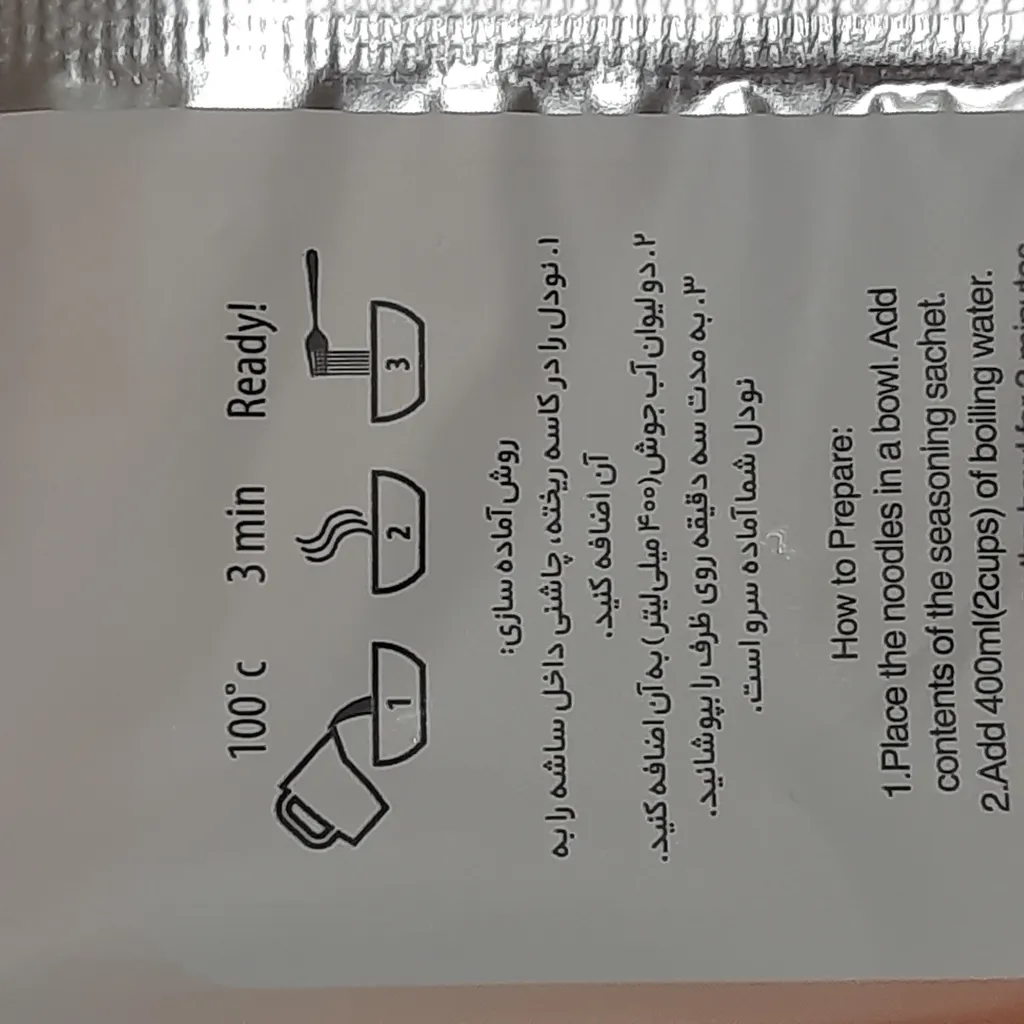 100°C 3 min Ready!
1 2 3
روش آماده سازی:
۱. نودل را در کاسه ریخته، چاشنی داخل ساشه را به
آن اضافه کنید.
۲. دو لیوان آب جوش (۴۰۰ میلی‌لیتر) به آن اضافه کنید.
۳. به مدت سه دقیقه روی ظرف را بپوشانید.
نودل شما آماده سرو است.
How to Prepare:
1.Place the noodles in a bowl. Add
contents of the seasoning sachet.
2.Add 400ml(2cups) of boiling water.